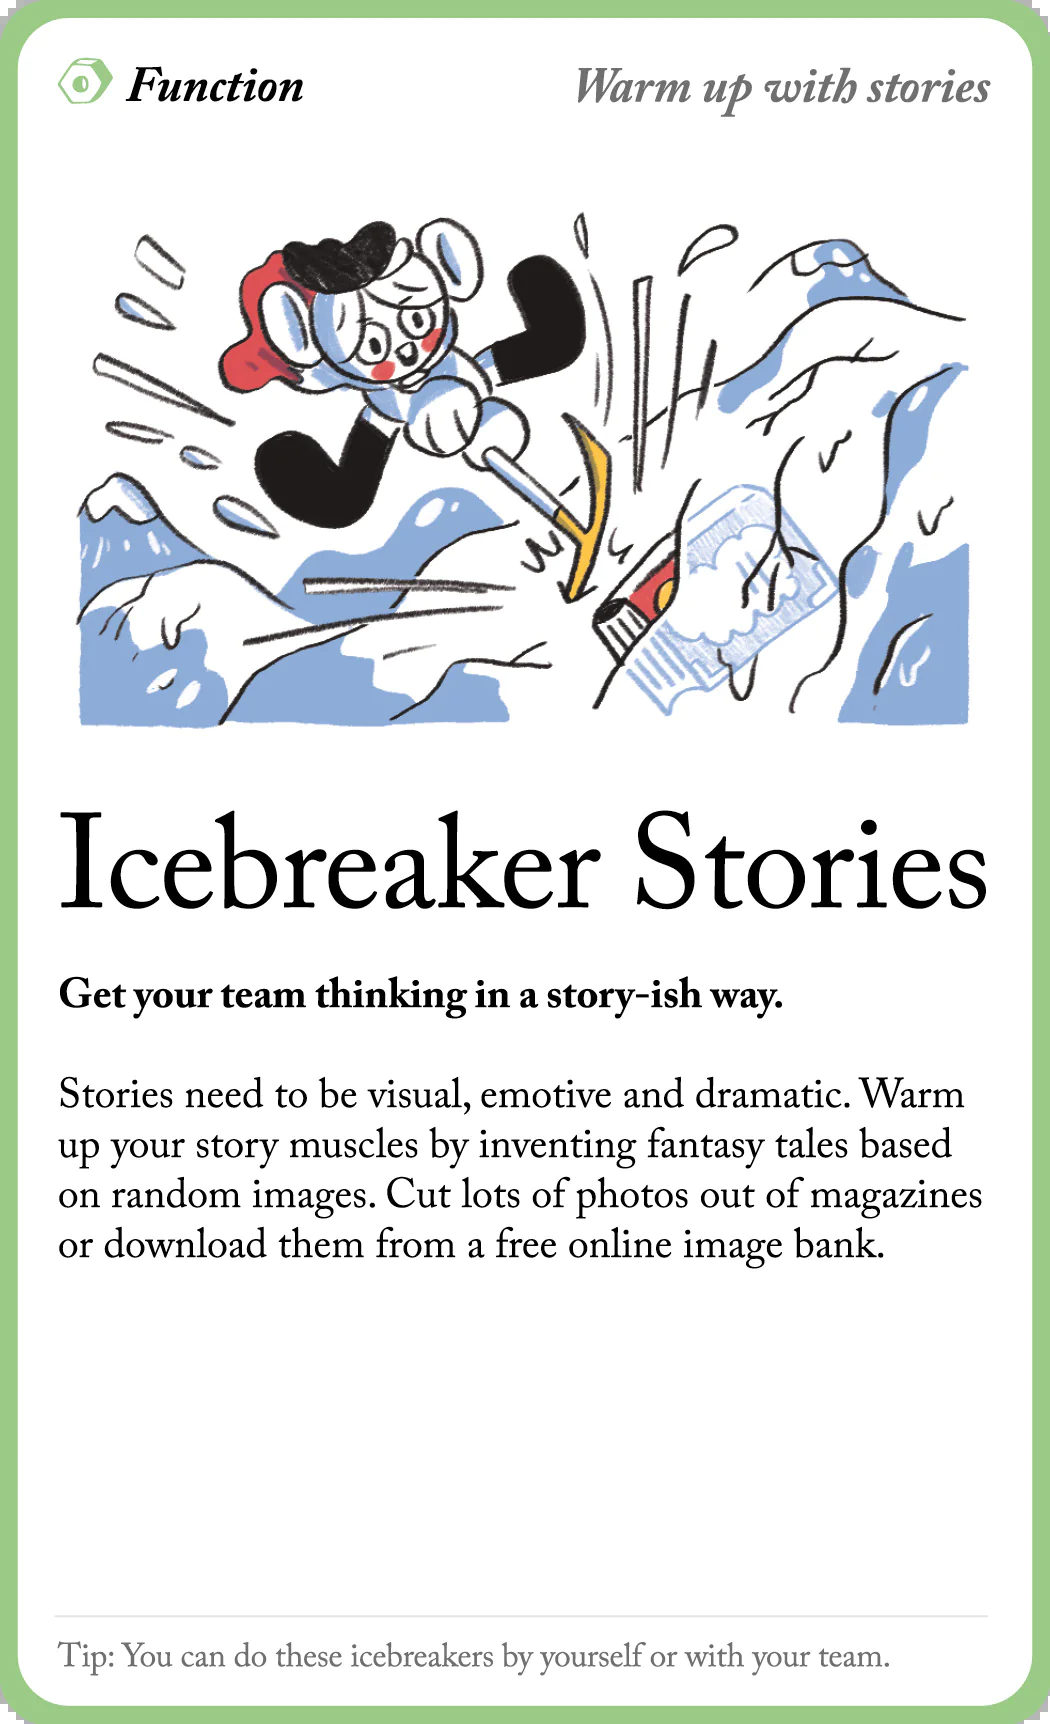 Function
Warm up with stories
Icebreaker Stories
Get your team thinking in a story-ish way.
Stories need to be visual, emotive and dramatic. Warm
up your story muscles by inventing fantasy tales based
on random images. Cut lots of photos out of magazines
or download them from a free online image bank.
Tip: You can do these icebreakers by yourself or with your team.